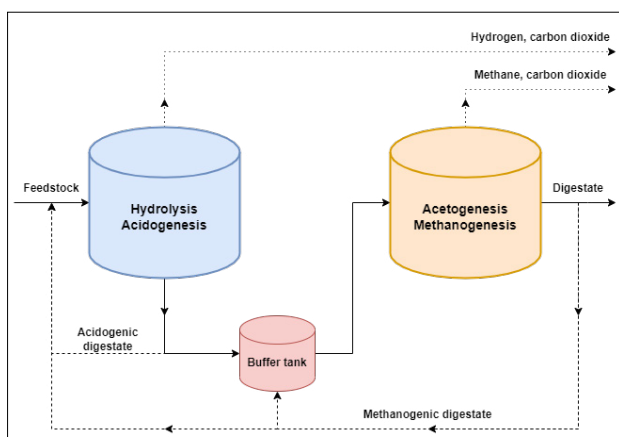 Hydrogen, carbon dioxide
Methane, carbon dioxide
Feedstock
Hydrolysis
Acidogenesis
Acetogenesis
Methanogenesis
Digestate
Acidogenic
digestate
Buffer tank
Methanogenic digestate